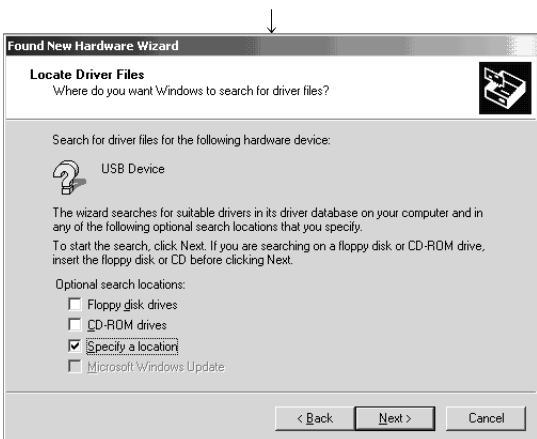 Found New Hardware Wizard
Locate Driver Files
Where do you want Windows to search for driver files?
Search for driver files for the following hardware device:
USB Device
The wizard searches for suitable drivers in its driver database on your computer and in
any of the following optional search locations that you specify.
To start the search, click Next. If you are searching on a floppy disk or CD-ROM drive,
insert the floppy disk or CD before clicking Next.
Optional search locations:
Floppy disk drives
CD-ROM drives
Specify a location
Microsoft Windows Update
< Back Next > Cancel